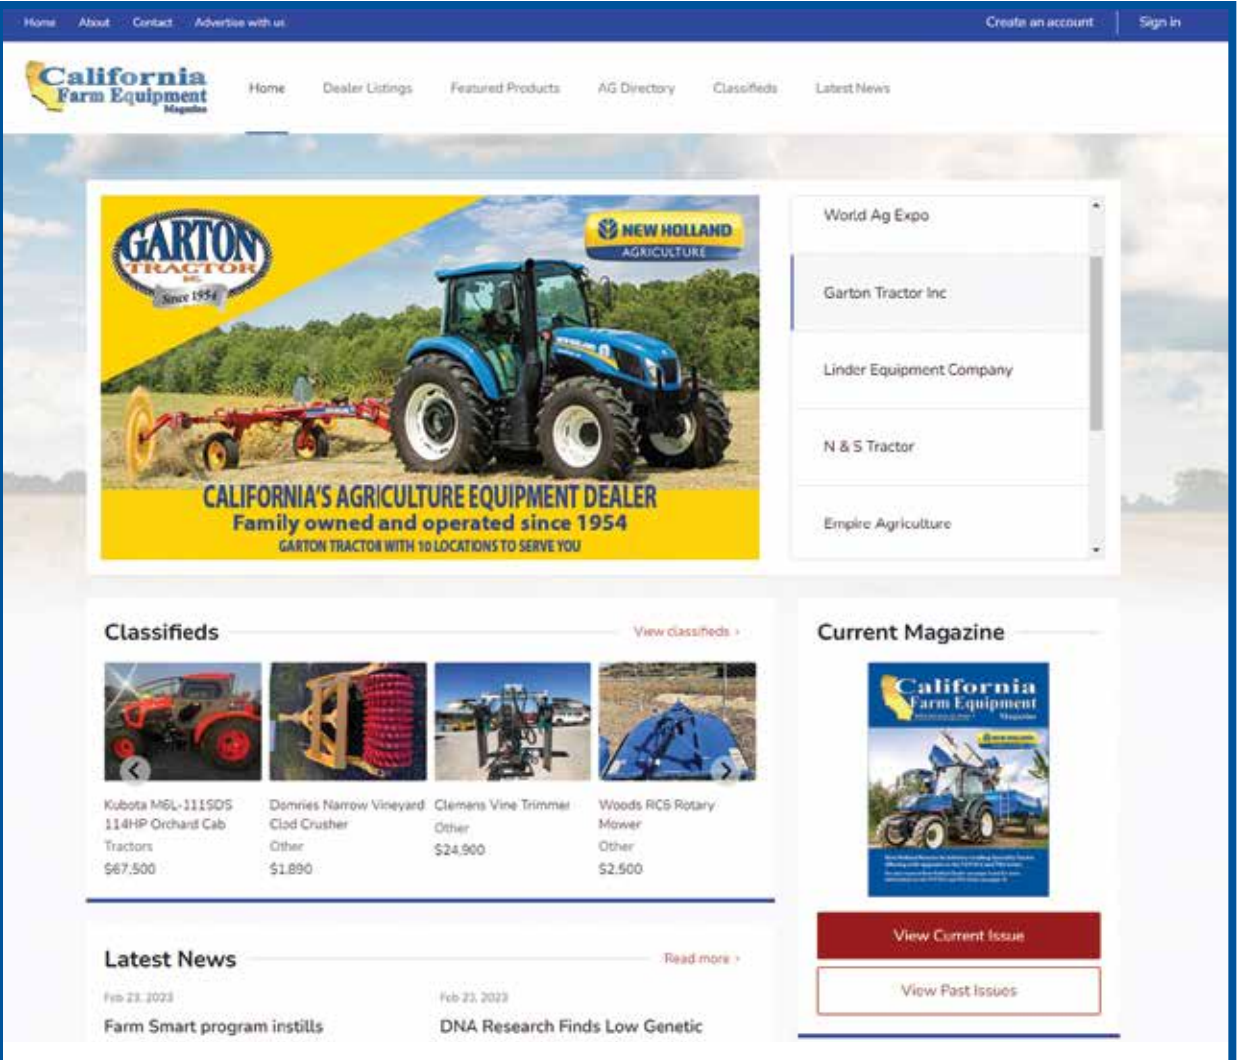 Home About Contact Advertise with us Create an account Sign in
California
Farm Equipment
Magazine
Home Dealer Listings Featured Products AG Directory Classifieds Latest News
GARTON
TRACTOR
INC.
Since 1954
NEW HOLLAND
AGRICULTURE
CALIFORNIA'S AGRICULTURE EQUIPMENT DEALER
Family owned and operated since 1954
GARTON TRACTOR WITH 10 LOCATIONS TO SERVE YOU
World Ag Expo
Garton Tractor Inc
Linder Equipment Company
N & S Tractor
Empire Agriculture
Classifieds
View classifieds ›
Kubota M6L-111SDS
114HP Orchard Cab
Tractors
$67,500
Domries Narrow Vineyard
Clod Crusher
Other
$1,890
Clemens Vine Trimmer
Other
$24,900
Woods RC5 Rotary
Mower
Other
$2,500
Current Magazine
California
Farm Equipment
Magazine
NEW HOLLAND
View Current Issue
View Past Issues
Latest News
Read more ›
Feb 23, 2023
Farm Smart program instills
Feb 23, 2023
DNA Research Finds Low Genetic